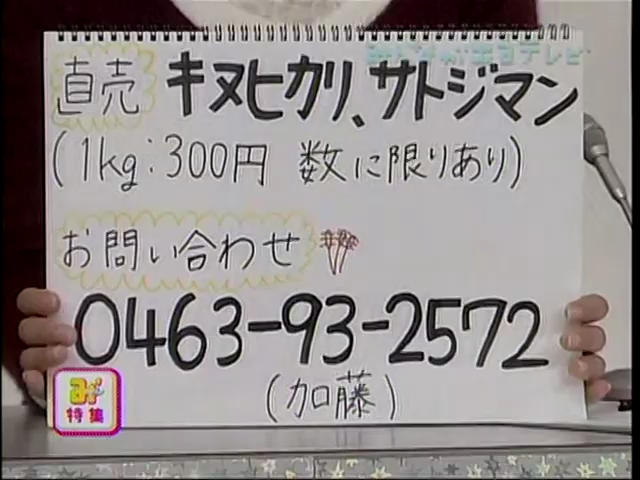 直売 キヌヒカリ、サトジマン
(1kg:300円 数に限りあり)
お問い合わせ
0463-93-2572
(加藤)
特集